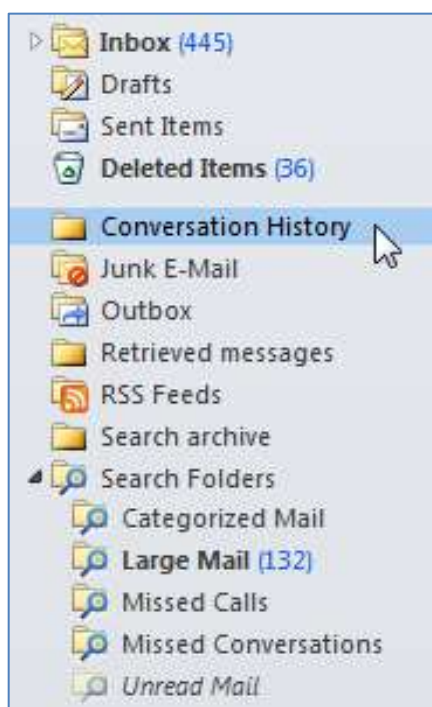 Inbox (445)
Drafts
Sent Items
Deleted Items (36)
Conversation History
Junk E-Mail
Outbox
Retrieved messages
RSS Feeds
Search archive
Search Folders
Categorized Mail
Large Mail (132)
Missed Calls
Missed Conversations
Unread Mail